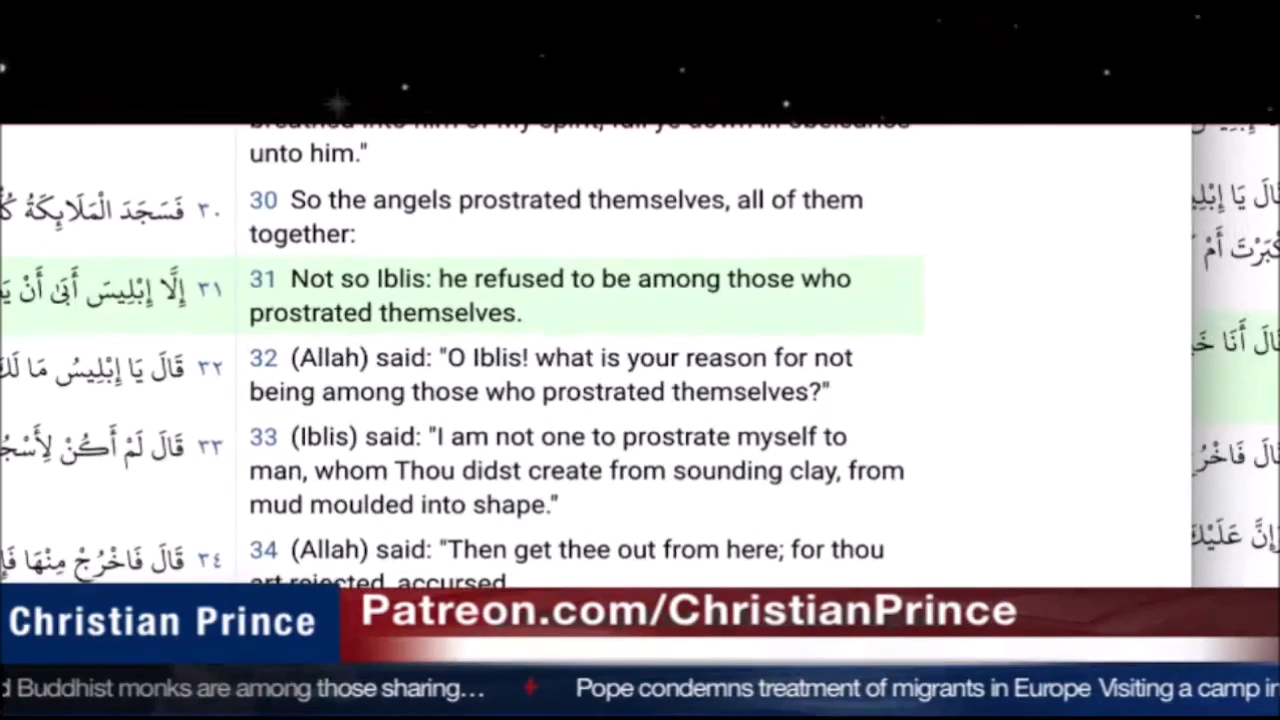 unto him."
30 So the angels prostrated themselves, all of them
together:
فَسَجَدَ الْمَلَائِكَةُ ٣٠
31 Not so Iblis: he refused to be among those who
prostrated themselves.
إِلَّا إِبْلِيسَ أَبَىٰ أَنْ ٣١
32 (Allah) said: "O Iblis! what is your reason for not
being among those who prostrated themselves?"
قَالَ يَا إِبْلِيسُ مَا ٣٢
33 (Iblis) said: "I am not one to prostrate myself to
man, whom Thou didst create from sounding clay, from
mud moulded into shape."
قَالَ لَمْ أَكُنْ ٣٣
34 (Allah) said: "Then get thee out from here; for thou
art rejected, accursed
قَالَ فَاخْرُجْ مِنْهَا ٣٤
أَمْ
أَنَا
عَلَيْكَ
Christian Prince
Patreon.com/ChristianPrince
Buddhist monks are among those sharing... Pope condemns treatment of migrants in Europe Visiting a camp